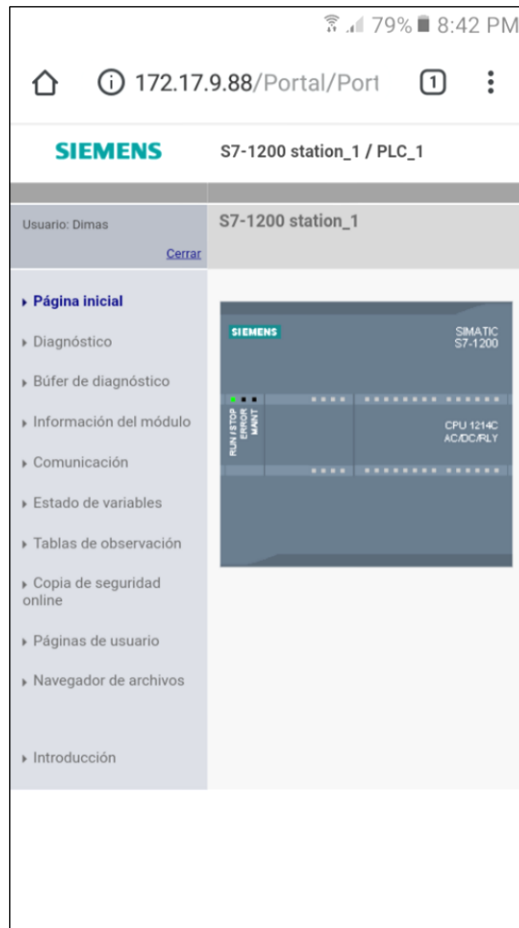 79% 8:42 PM
172.17.9.88/Portal/Port
1
SIEMENS
S7-1200 station_1 / PLC_1
Usuario: Dimas
Cerrar
S7-1200 station_1
Página inicial
Diagnóstico
Búfer de diagnóstico
Información del módulo
Comunicación
Estado de variables
Tablas de observación
Copia de seguridad
online
Páginas de usuario
Navegador de archivos
Introducción
SIEMENS
SIMATIC
S7-1200
RUN / STOP
ERROR
MAINT
CPU 1214C
AC/DC/RLY